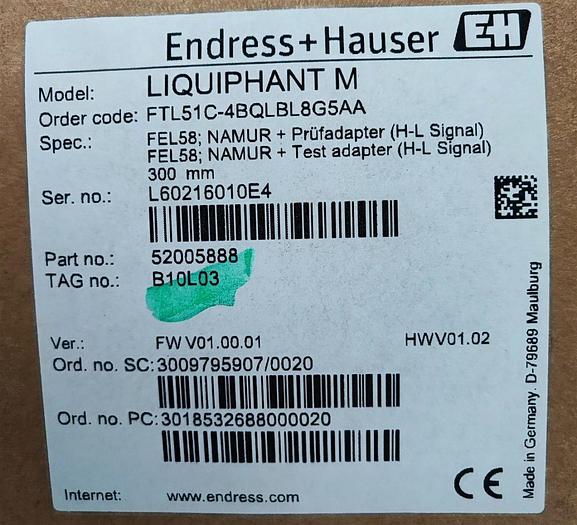 Endress+Hauser EH
Model: LIQUIPHANT M
Order code: FTL51C-4BQLBL8G5AA
Spec.: FEL58; NAMUR + Prüfadapter (H-L Signal)
FEL58; NAMUR + Test adapter (H-L Signal)
300 mm
Ser. no.: L60216010E4
Part no.: 52005888
TAG no.: B10L03
Ver.: FW V01.00.01 HWV01.02
Ord. no. SC: 3009795907/0020
Ord. no. PC: 3018532688000020
Internet: www.endress.com
CE
Made in Germany. D-79689 Maulburg